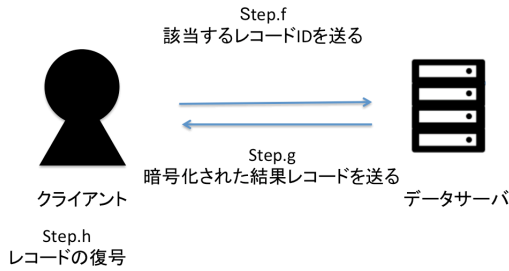 Step.f
該当するレコードIDを送る
Step.g
暗号化された結果レコードを送る
クライアント
データサーバ
Step.h
レコードの復号